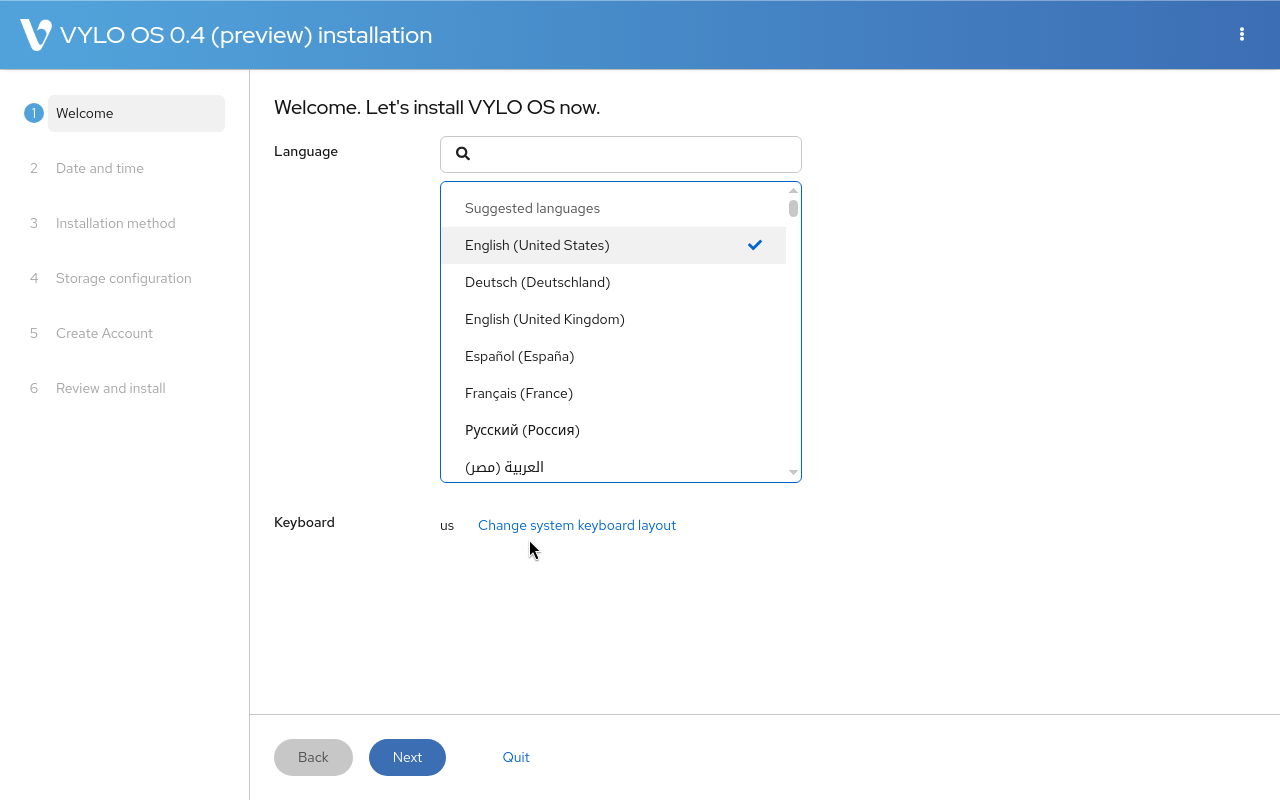 VYLO OS 0.4 (preview) installation
1 Welcome
2 Date and time
3 Installation method
4 Storage configuration
5 Create Account
6 Review and install
Welcome. Let's install VYLO OS now.
Language
Suggested languages
English (United States)
Deutsch (Deutschland)
English (United Kingdom)
Español (España)
Français (France)
Русский (Россия)
العربية (مصر)
Keyboard
us Change system keyboard layout
Back Next Quit